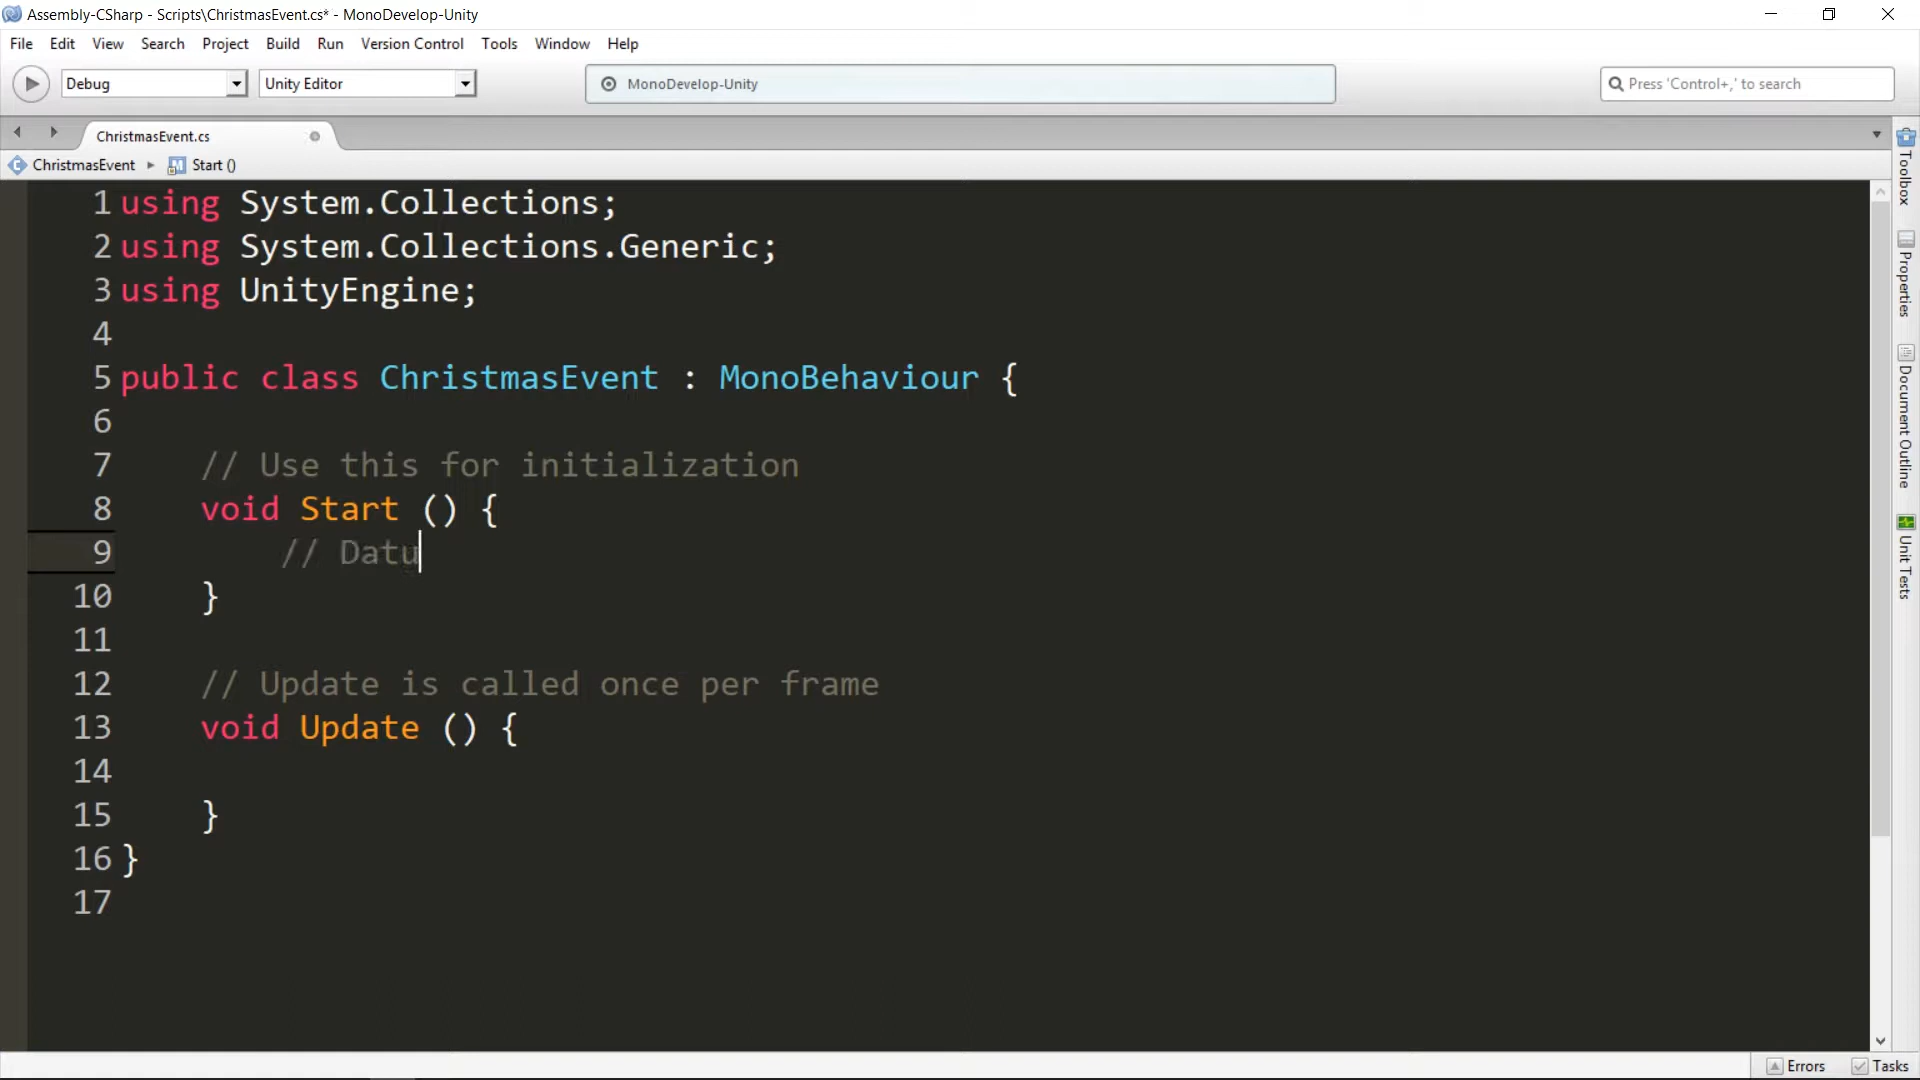 Assembly-CSharp - Scripts\ChristmasEvent.cs* - MonoDevelop-Unity
File Edit View Search Project Build Run Version Control Tools Window Help
Debug Unity Editor MonoDevelop-Unity Press 'Control+,' to search
ChristmasEvent.cs
ChristmasEvent Start ()
1 using System.Collections;
2 using System.Collections.Generic;
3 using UnityEngine;
4
5 public class ChristmasEvent : MonoBehaviour {
6
7 // Use this for initialization
8 void Start () {
9 // Datu
10 }
11
12 // Update is called once per frame
13 void Update () {
14
15 }
16 }
17
Toolbox
Properties
Document Outline
Unit Tests
Errors Tasks